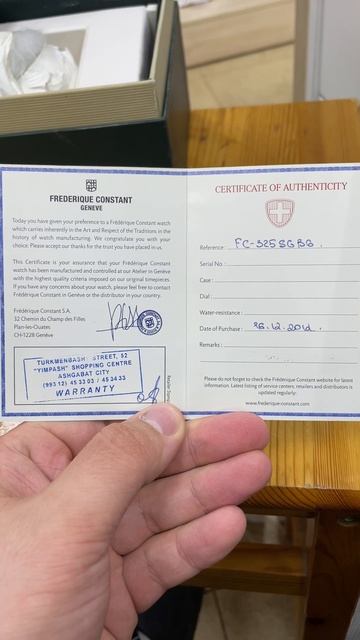 FREDERIQUE CONSTANT
GENEVE
Today you have given your preference to a Frédérique Constant watch
which carries inherently in the Art and Respect of the Traditions in the
history of watch manufacturing. We congratulate you with your
choice. Please accept our thanks for the trust you have placed in us.
This Certificate is your assurance that your Frédérique Constant
watch has been manufactured and controlled at our Atelier in Genève
with the highest quality criteria imposed on our original timepieces.
If you have any concerns about your watch, please feel free to contact
Frédérique Constant in Genève or the distributor in your country.
Frédérique Constant S.A.
32 Chemin du Champ des Filles
Plan-les-Ouates
CH-1228 Genève
TURKMENBASHI STREET, 52
"YIMPASH" SHOPPING CENTRE
ASHGABAT CITY
(993 12) 45 33 03 / 45 34 33
WARRANTY
CERTIFICATE OF AUTHENTICITY
Reference: FC-325
Serial No:
Case:
Dial:
Water-resistance:
Date of Purchase:
Remarks:
Please do not forget to check the Frédérique Constant website for latest
information. Latest listing of service centers, retailers and distributors is
updated regularly:
www.frederique-constant.com